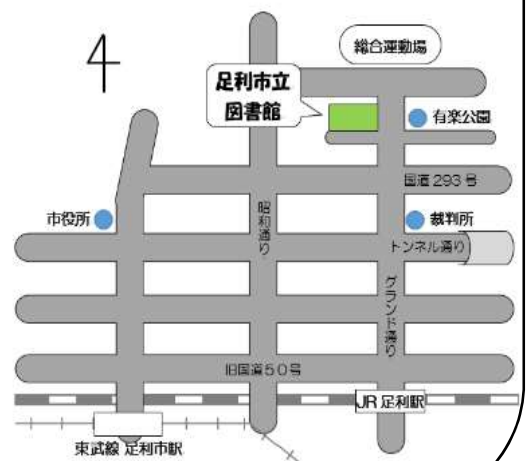 総合運動場
足利市立
図書館
有楽公園
国道293号
市役所
昭和通り
裁判所
トンネル通り
グランド通り
旧国道50号
JR 足利駅
東武線 足利市駅